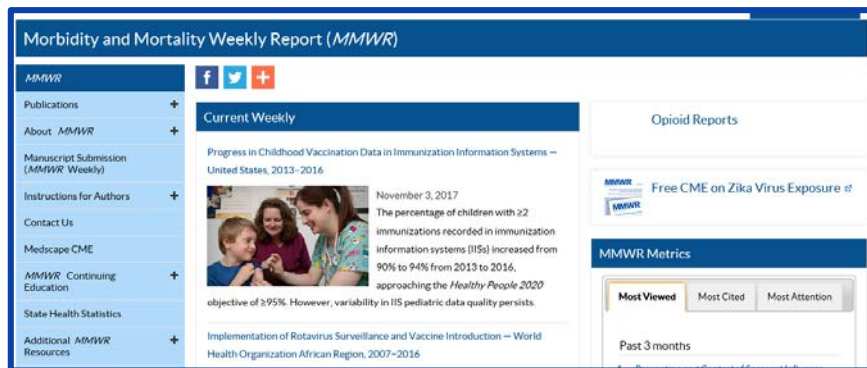 Morbidity and Mortality Weekly Report (MMWR)
MMWR
Publications +
About MMWR +
Manuscript Submission
(MMWR Weekly)
Instructions for Authors +
Contact Us
Medscape CME
MMWR Continuing +
Education
State Health Statistics
Additional MMWR +
Resources
f
+
Current Weekly
Progress in Childhood Vaccination Data in Immunization Information Systems —
United States, 2013–2016
November 3, 2017
The percentage of children with ≥2
immunizations recorded in immunization
information systems (IISs) increased from
90% to 94% from 2013 to 2016,
approaching the Healthy People 2020
objective of ≥95%. However, variability in IIS pediatric data quality persists.
Implementation of Rotavirus Surveillance and Vaccine Introduction — World
Health Organization African Region, 2007–2016
Opioid Reports
MMWR
MMWR
Free CME on Zika Virus Exposure
MMWR Metrics
Most Viewed Most Cited Most Attention
Past 3 months